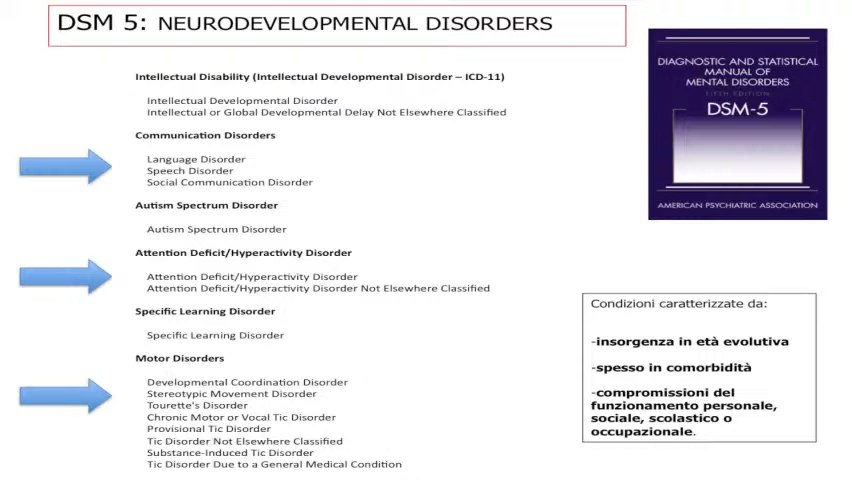 DSM 5: NEURODEVELOPMENTAL DISORDERS
Intellectual Disability (Intellectual Developmental Disorder – ICD-11)
Intellectual Developmental Disorder
Intellectual or Global Developmental Delay Not Elsewhere Classified
Communication Disorders
Language Disorder
Speech Disorder
Social Communication Disorder
Autism Spectrum Disorder
Autism Spectrum Disorder
Attention Deficit/Hyperactivity Disorder
Attention Deficit/Hyperactivity Disorder
Attention Deficit/Hyperactivity Disorder Not Elsewhere Classified
Specific Learning Disorder
Specific Learning Disorder
Motor Disorders
Developmental Coordination Disorder
Stereotypic Movement Disorder
Tourette's Disorder
Chronic Motor or Vocal Tic Disorder
Provisional Tic Disorder
Tic Disorder Not Elsewhere Classified
Substance-Induced Tic Disorder
Tic Disorder Due to a General Medical Condition
DIAGNOSTIC AND STATISTICAL
MANUAL OF
MENTAL DISORDERS
FIFTH EDITION
DSM-5
AMERICAN PSYCHIATRIC ASSOCIATION
Condizioni caratterizzate da:
-insorgenza in età evolutiva
-spesso in comorbidità
-compromissioni del
funzionamento personale,
sociale, scolastico o
occupazionale.